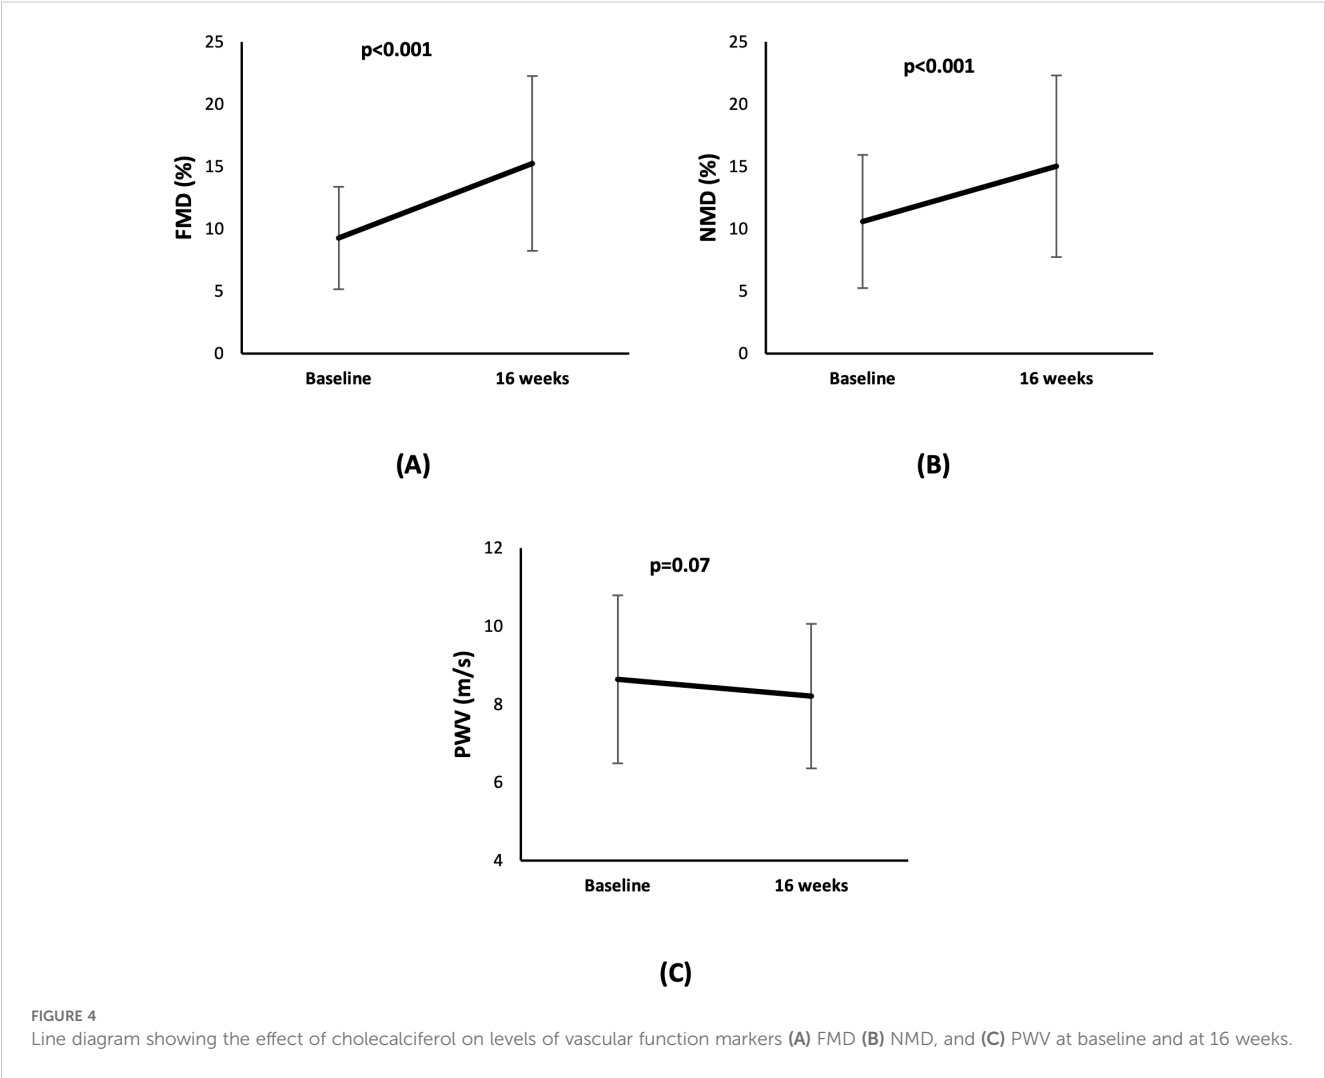 25
p<0.001
20
15
10
5
0
FMD (%)
Baseline 16 weeks
(A)
25
p<0.001
20
15
10
5
0
NMD (%)
Baseline 16 weeks
(B)
12
p=0.07
10
8
6
4
PWV (m/s)
Baseline 16 weeks
(C)
FIGURE 4
Line diagram showing the effect of cholecalciferol on levels of vascular function markers (A) FMD (B) NMD, and (C) PWV at baseline and at 16 weeks.